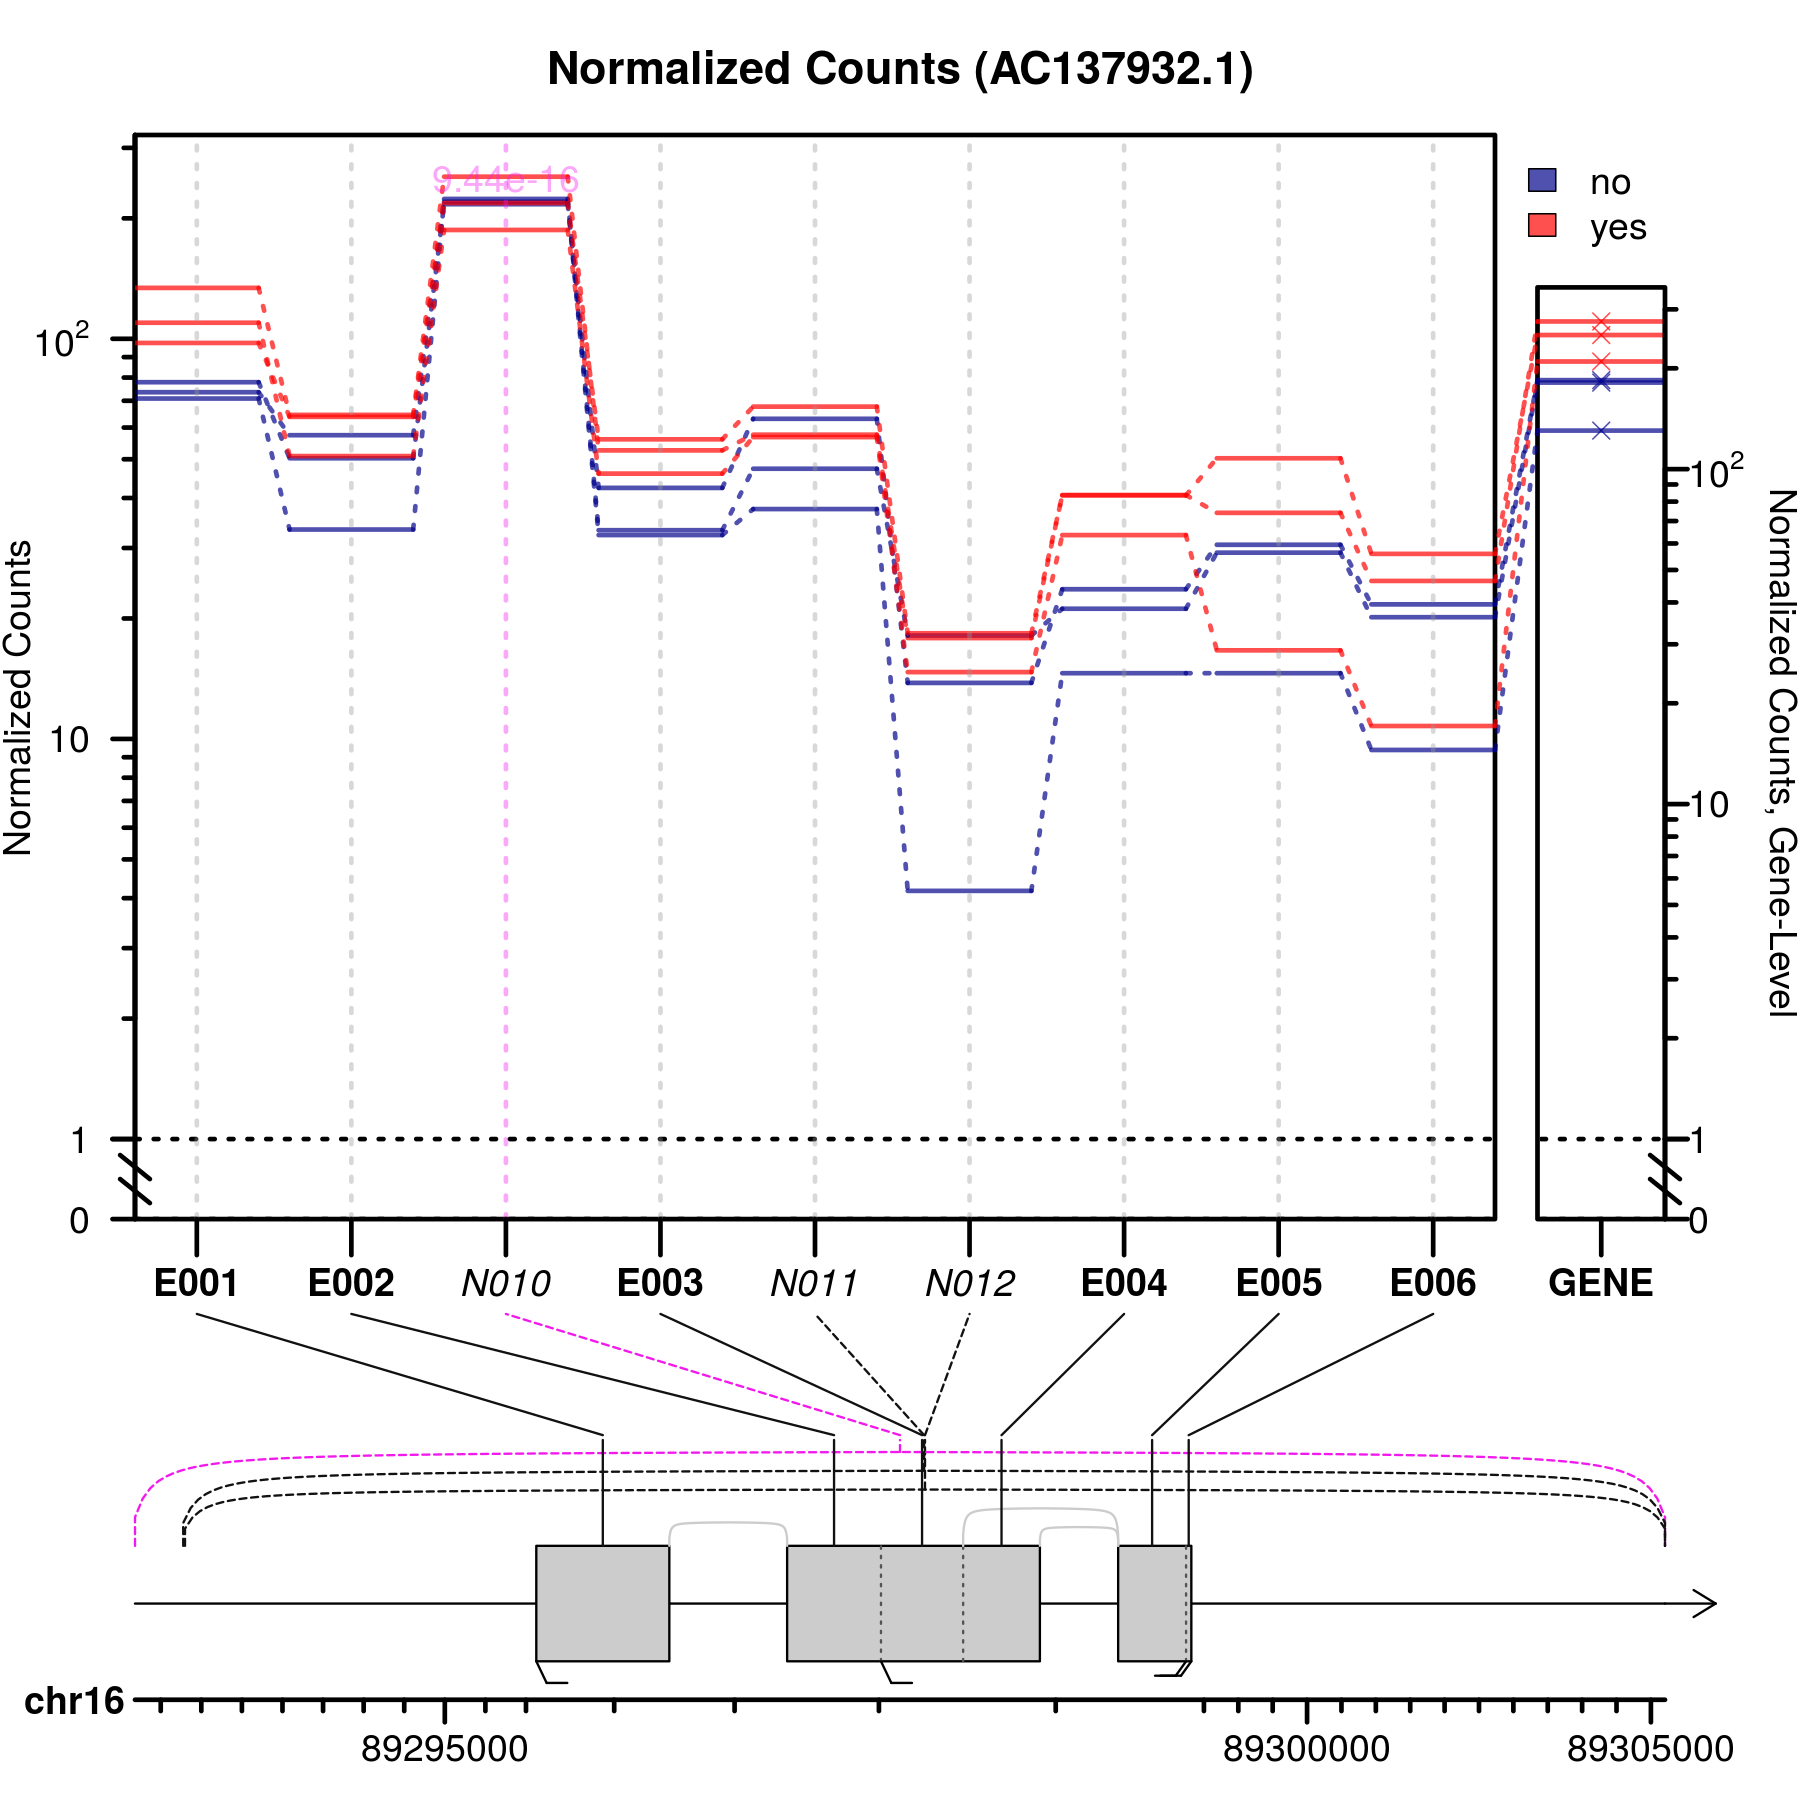 Normalized Counts (AC137932.1)
9.44e-16
no
yes
10²
10
1
0
Normalized Counts
10²
10
1
0
Normalized Counts, Gene-Level
E001 E002 N010 E003 N011 N012 E004 E005 E006 GENE
chr16
89295000 89300000 89305000